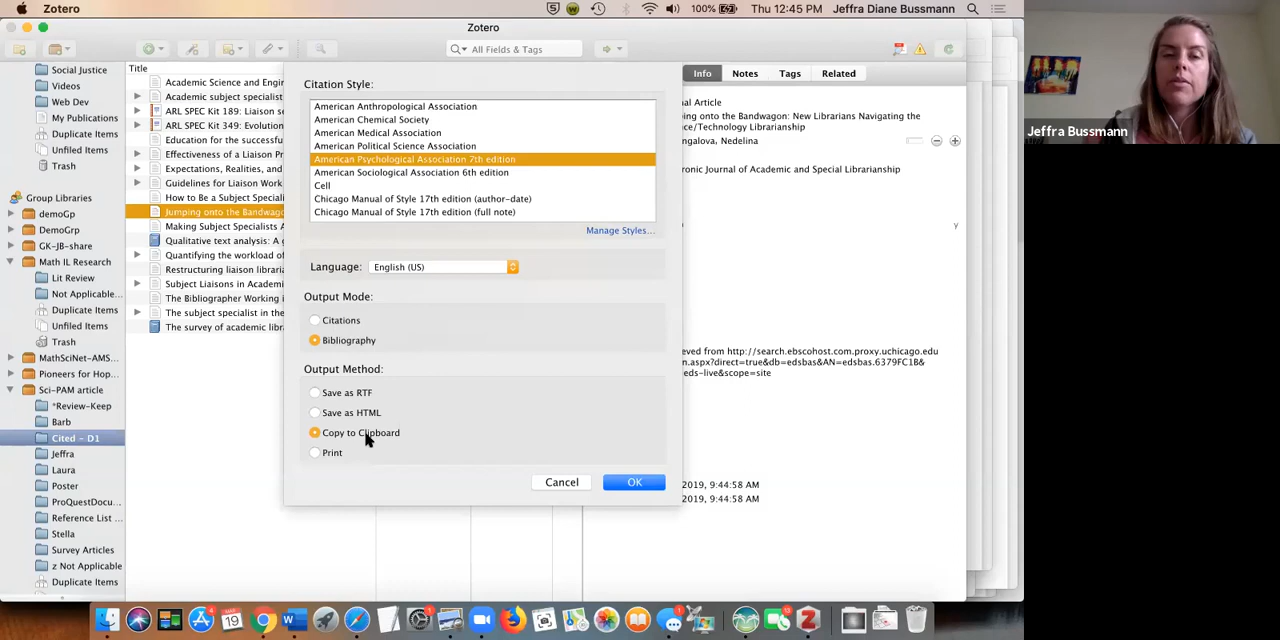 Zotero
100%
Thu 12:45 PM
Jeffra Diane Bussmann
Zotero
All Fields & Tags
Social Justice
Videos
Web Dev
My Publications
Duplicate Items
Unfiled Items
Trash
Group Libraries
demoGp
DemoGrp
GK-JB-share
Math IL Research
Lit Review
Not Applicable...
Duplicate Items
Unfiled Items
Trash
MathSciNet-AMS...
Pioneers for Hop...
Sci-PAM article
*Review-Keep
Barb
Cited - D1
Jeffra
Laura
Poster
ProQuestDocu...
Reference List ...
Stella
Survey Articles
z Not Applicable
Duplicate Items
Title
Academic Science and Engi
Academic subject specialist
ARL SPEC Kit 189: Liaison se
ARL SPEC Kit 349: Evolution
Education for the successfu
Effectiveness of a Liaison Pr
Expectations, Realities, and
Guidelines for Liaison Work
How to Be a Subject Special
Jumping onto the Bandwago
Making Subject Specialists A
Qualitative text analysis: A g
Quantifying the workload of
Restructuring liaison libraria
Subject Liaisons in Academi
The Bibliographer Working i
The subject specialist in the
The survey of academic libr
Citation Style:
American Anthropological Association
American Chemical Society
American Medical Association
American Political Science Association
American Psychological Association 7th edition
American Sociological Association 6th edition
Cell
Chicago Manual of Style 17th edition (author-date)
Chicago Manual of Style 17th edition (full note)
Manage Styles...
Language:
English (US)
Output Mode:
Citations
Bibliography
Output Method:
Save as RTF
Save as HTML
Copy to Clipboard
Print
Cancel
OK
Info
Notes
Tags
Related
nal Article
ng onto the Bandwagon: New Librarians Navigating the
ce/Technology Librarianship
ngalova, Nedelina
ronic Journal of Academic and Special Librarianship
y
eved from http://search.ebscohost.com.proxy.uchicago.edu
n.aspx?direct=true&db=edsbas&AN=edsbas.6379FC1B&
eds-live&scope=site
2019, 9:44:58 AM
2019, 9:44:58 AM
Jeffra Bussmann
MAR
19